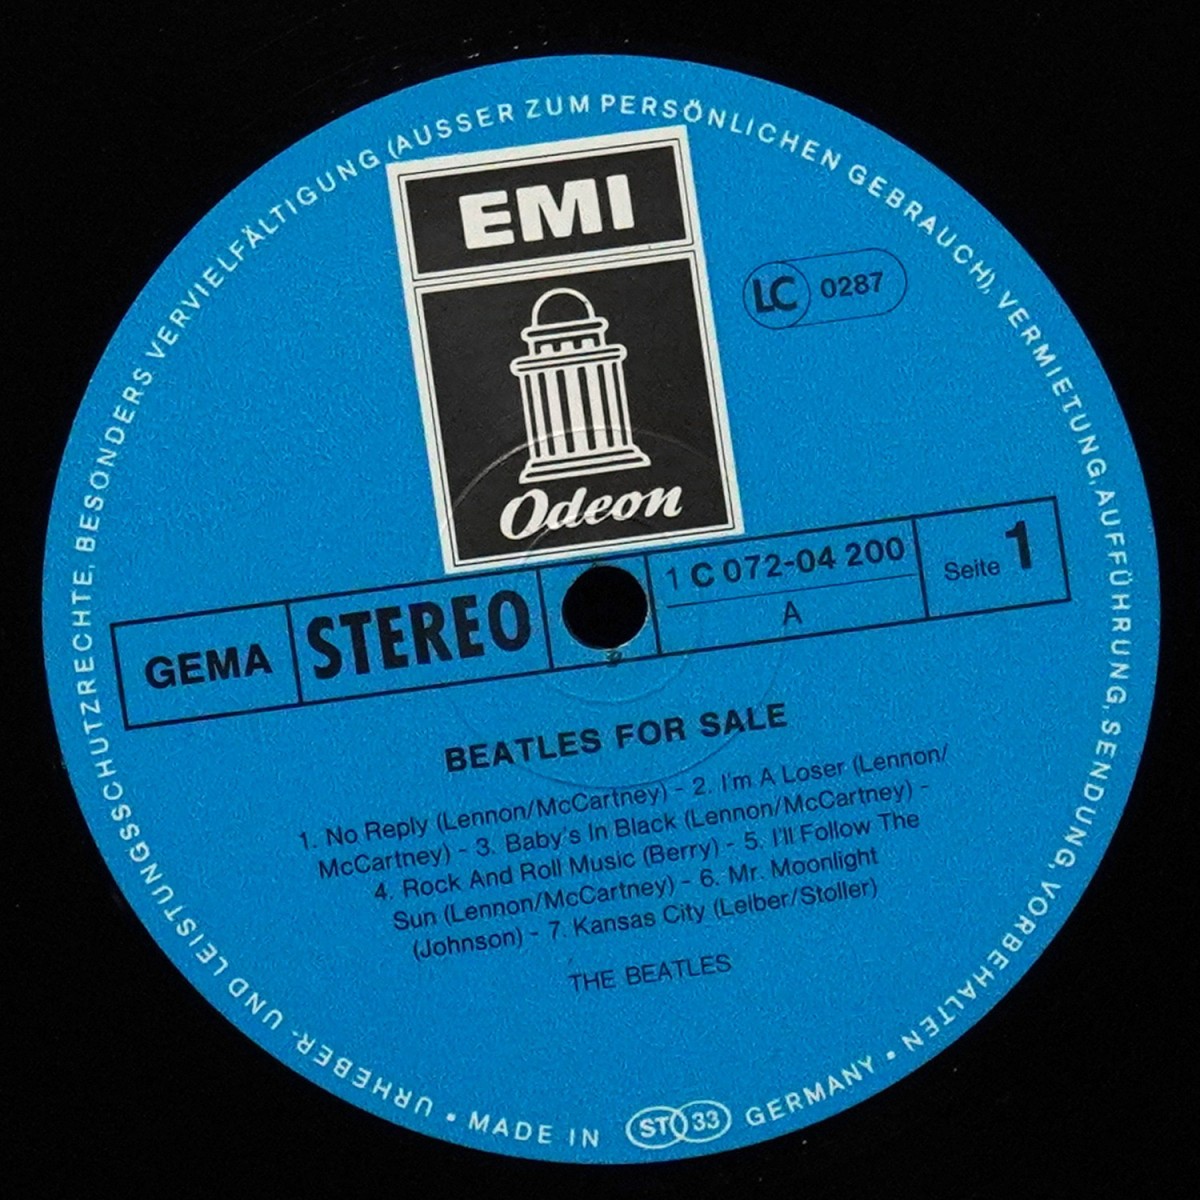 URHEBER- UND LEISTUNGSSCHUTZRECHTE, BESONDERS VERVIELFÄLTIGUNG (AUSSER ZUM PERSÖNLICHEN GEBRAUCH), VERMIETUNG, AUFFÜHRUNG, SENDUNG, VORBEHALTEN •
EMI
LC 0287
Odeon
GEMA
STEREO
1 C 072-04 200
A
Seite 1
BEATLES FOR SALE
1. No Reply (Lennon/McCartney) - 2. I'm A Loser (Lennon/
McCartney) - 3. Baby's In Black (Lennon/McCartney) -
4. Rock And Roll Music (Berry) - 5. I'll Follow The
Sun (Lennon/McCartney) - 6. Mr. Moonlight
(Johnson) - 7. Kansas City (Leiber/Stoller)
THE BEATLES
• MADE IN ST 33 GERMANY